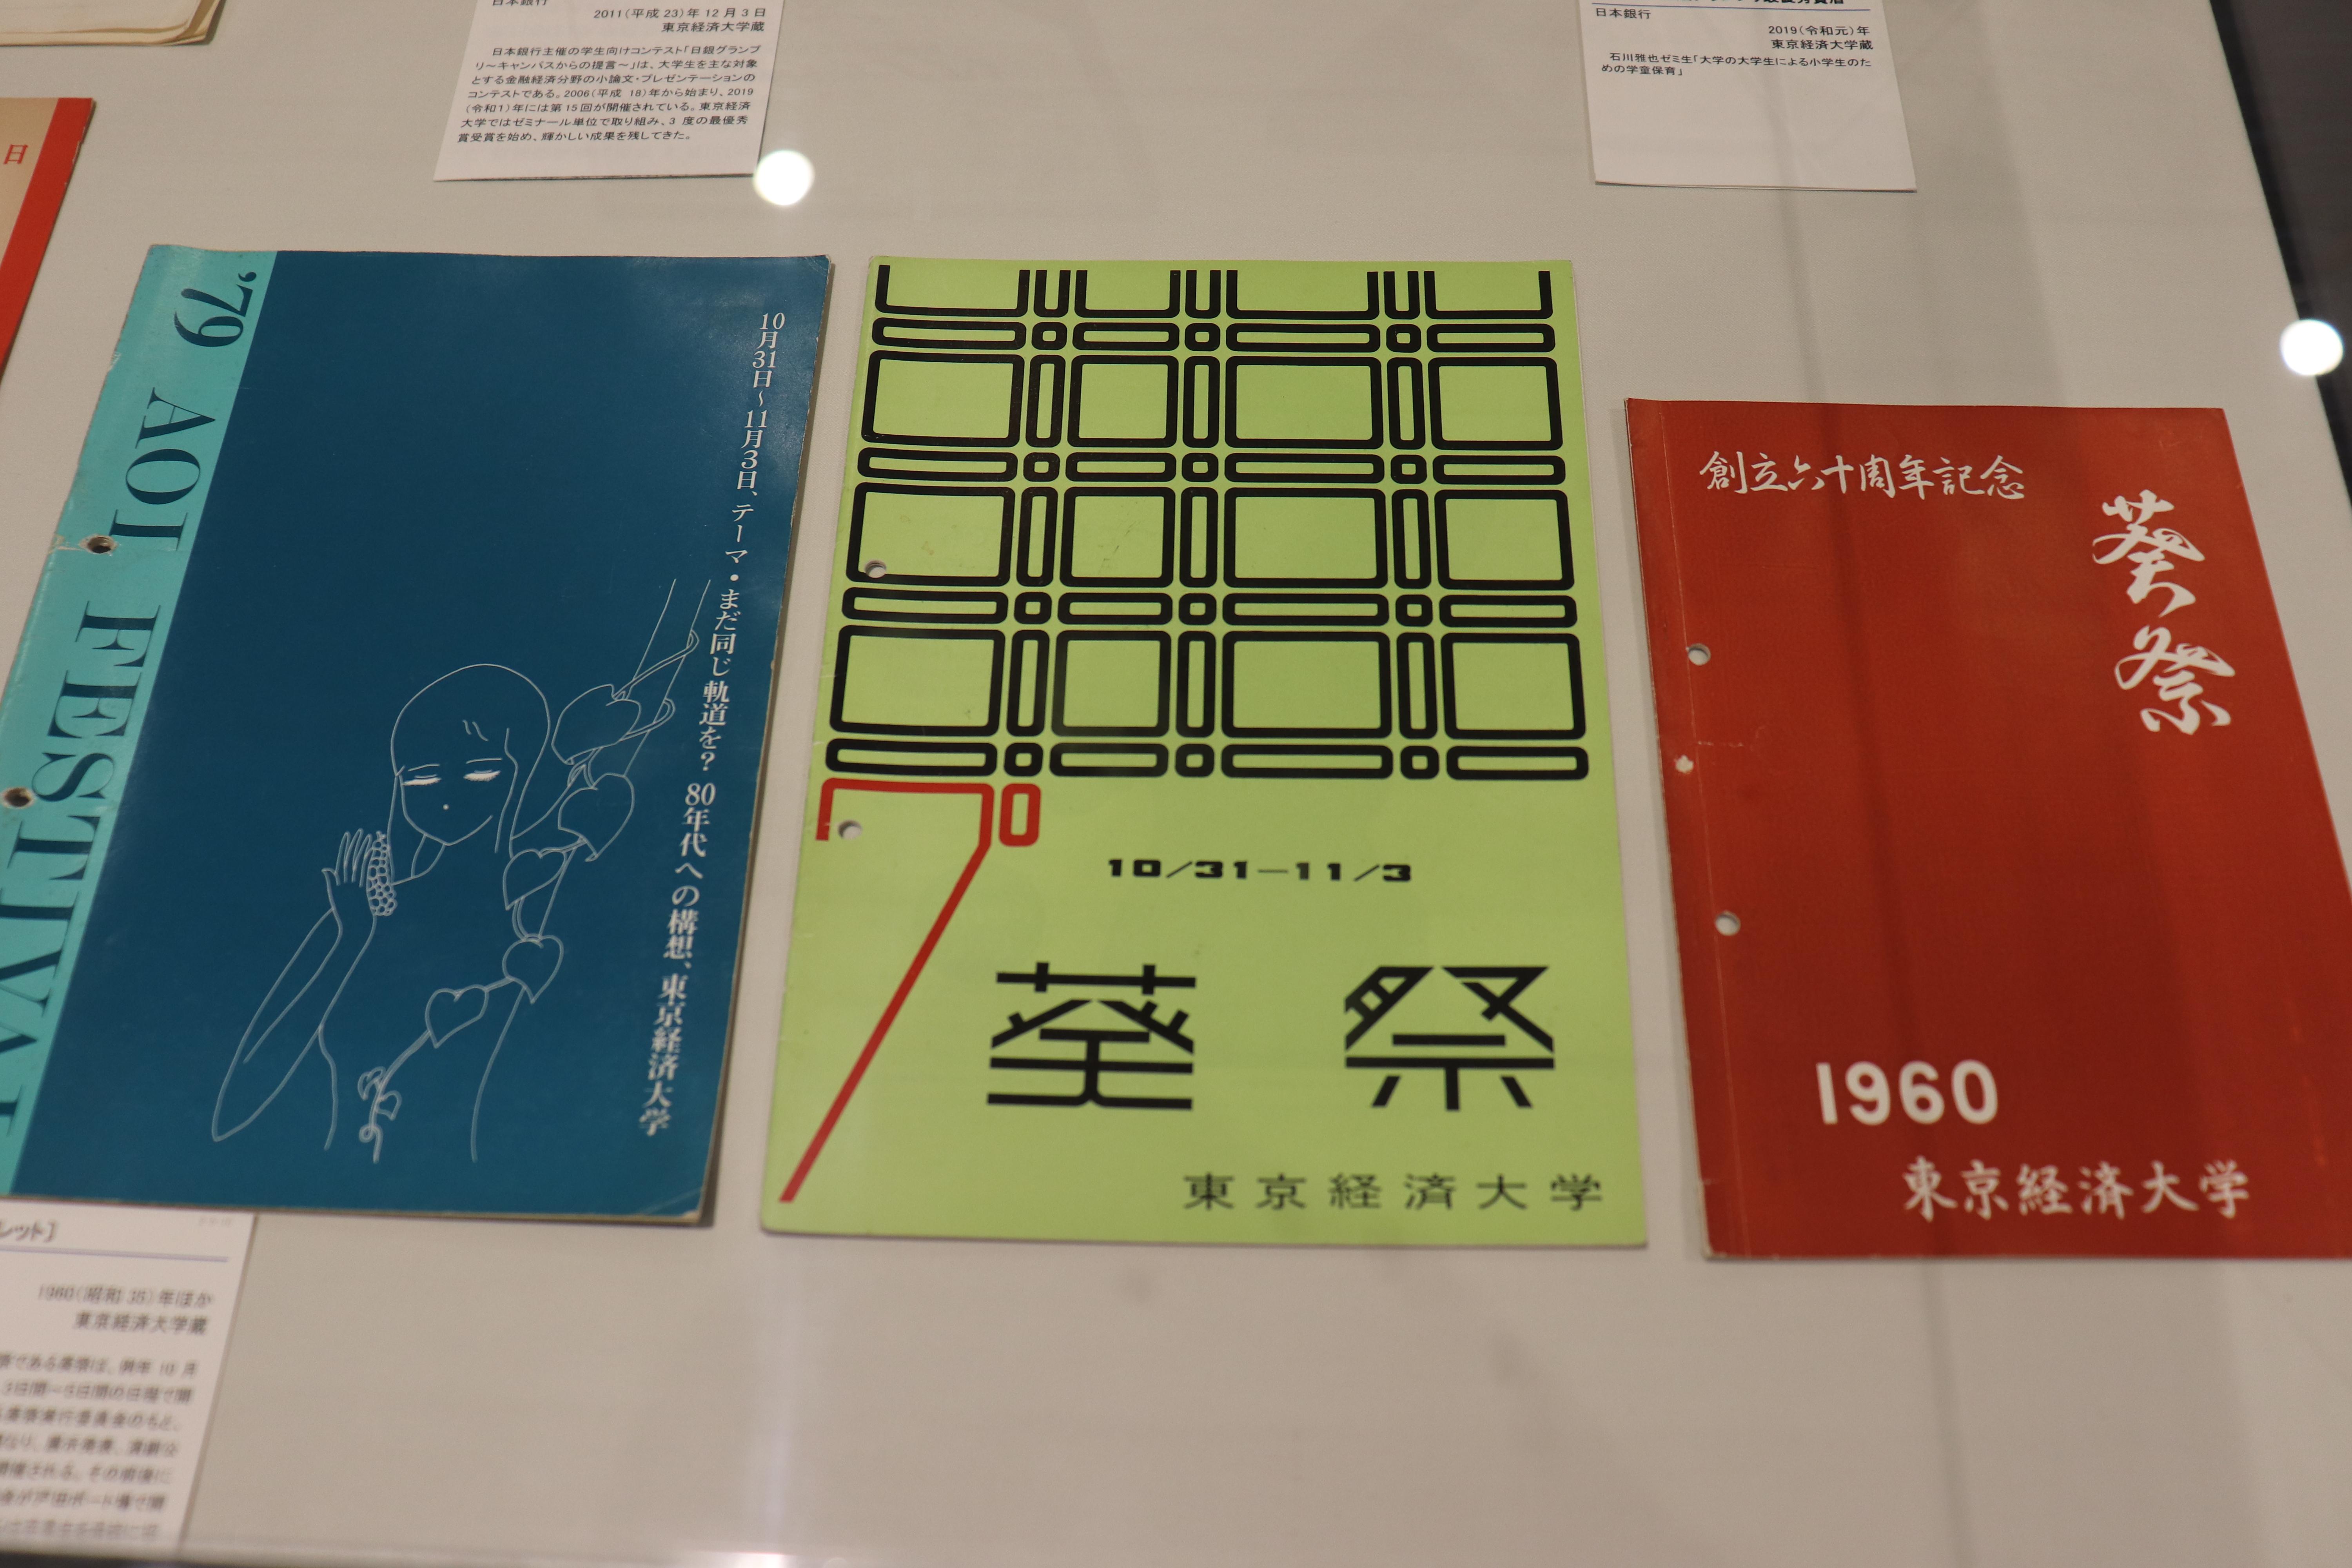 日本銀行
2011(平成 23)年 12 月 3 日
東京経済大学蔵
日本銀行主催の学生向けコンテスト「日銀グランプ
リ～キャンパスからの提言～」は、大学生を主な対象
とする金融経済分野の小論文・プレゼンテーションの
コンテストである。2006(平成 18)年から始まり、2019
(令和1)年には第15回が開催されている。東京経済
大学ではゼミナール単位で取り組み、3 度の最優秀
賞受賞を始め、輝かしい成果を残してきた。
日本銀行
2019(令和元)年
東京経済大学蔵
石川雅也ゼミ生「大学の大学生による小学生のた
めの学童保育」
日
'79 AOI FESTIVAL
10月31日～11月3日、テーマ・まだ同じ軌道を? 80年代への構想、東京経済大学
70
10/31—11/3
葵 祭
東京経済大学
創立六十周年記念
葵祭
1960
東京経済大学
レット]
1960(昭和 35)年ほか
東京経済大学蔵